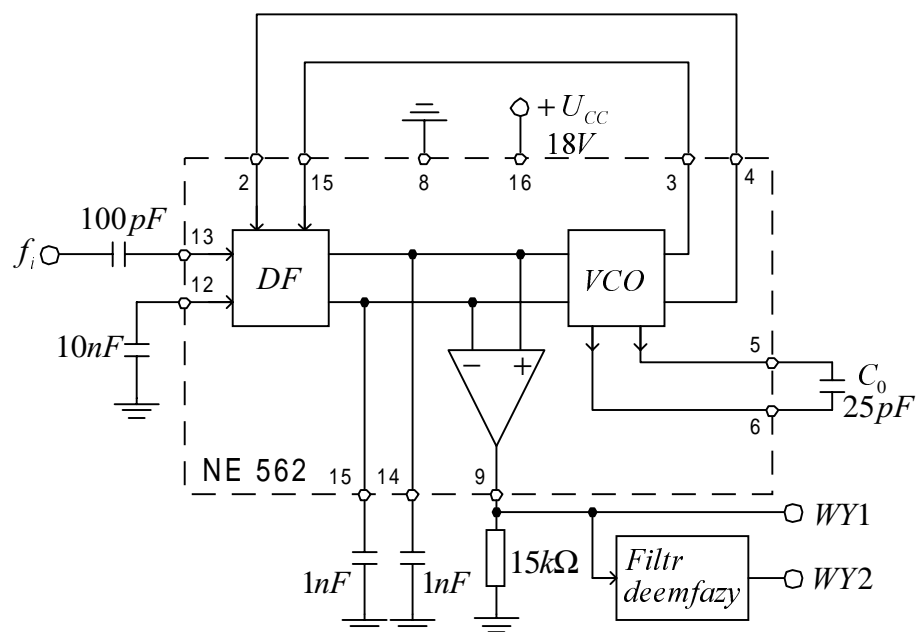 + U_CC
18V
2
15
8
16
3
4
100pF
13
f_i
DF
VCO
12
10nF
5
C_0
25pF
6
− +
NE 562
15
14
9
WY1
1nF
1nF
15kΩ
Filtr
deemfazy
WY2